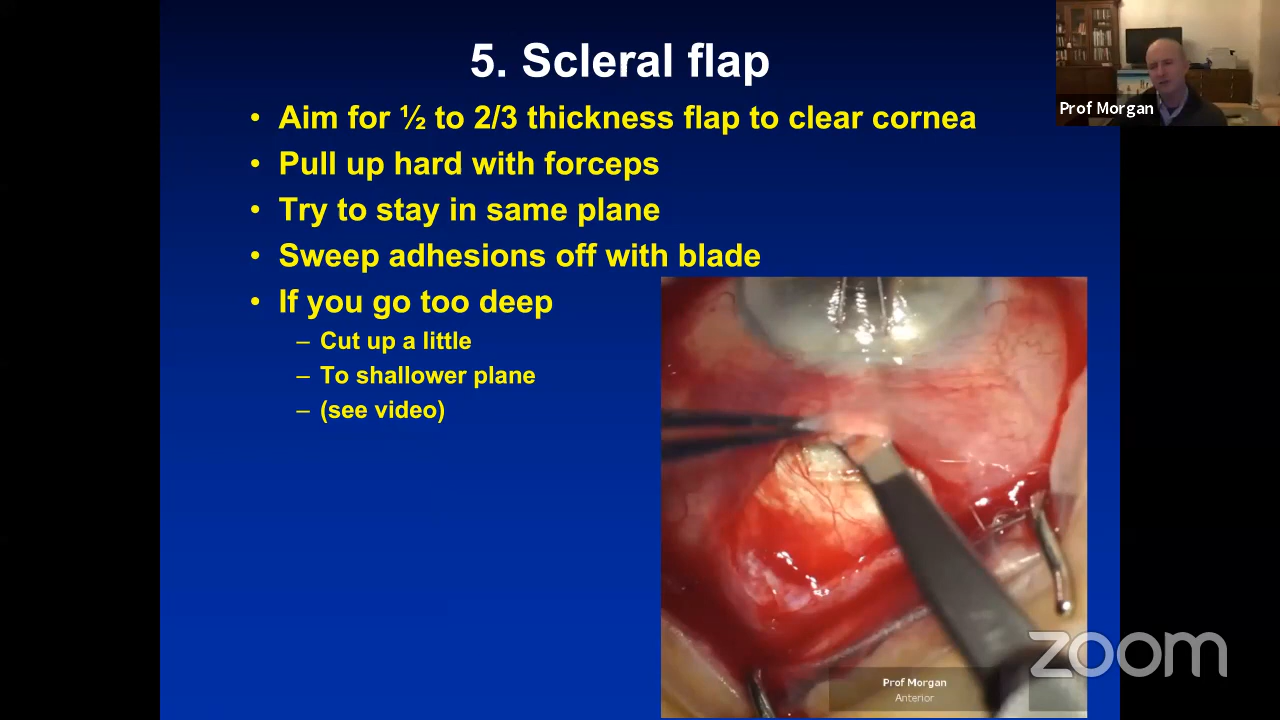 5. Scleral flap
• Aim for ½ to 2/3 thickness flap to clear cornea
• Pull up hard with forceps
• Try to stay in same plane
• Sweep adhesions off with blade
• If you go too deep
– Cut up a little
– To shallower plane
– (see video)
Prof Morgan
Prof Morgan
Anterior
zoom